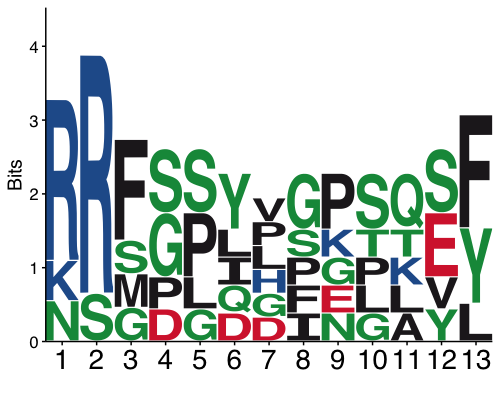 4
3
2
1
0
Bits
R K N
R S
F S M G
S G P D
S P L G
Y L I Q D
V P L H G D
G S P F I
P K G E N
S T P L G
Q T K L A
S E V Y
F Y L
1 2 3 4 5 6 7 8 9 10 11 12 13